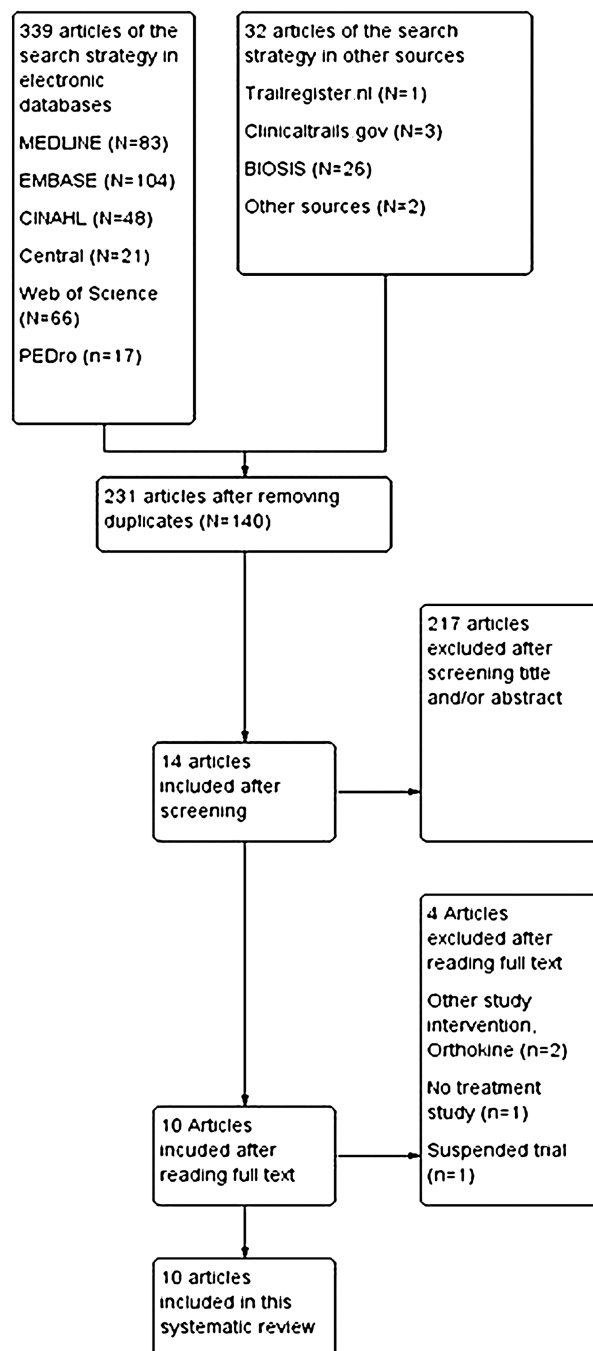 339 articles of the
search strategy in
electronic
databases
MEDLINE (N=83)
EMBASE (N=104)
CINAHL (N=48)
Central (N=21)
Web of Science
(N=66)
PEDro (n=17)
32 articles of the search
strategy in other sources
Trailregister.nl (N=1)
Clinicaltrails.gov (N=3)
BIOSIS (N=26)
Other sources (N=2)
231 articles after removing
duplicates (N=140)
217 articles
excluded after
screening title
and/or abstract
14 articles
included after
screening
4 Articles
excluded after
reading full text
Other study
intervention,
Orthokine (n=2)
No treatment
study (n=1)
Suspended trial
(n=1)
10 Articles
incuded after
reading full text
10 articles
included in this
systematic review